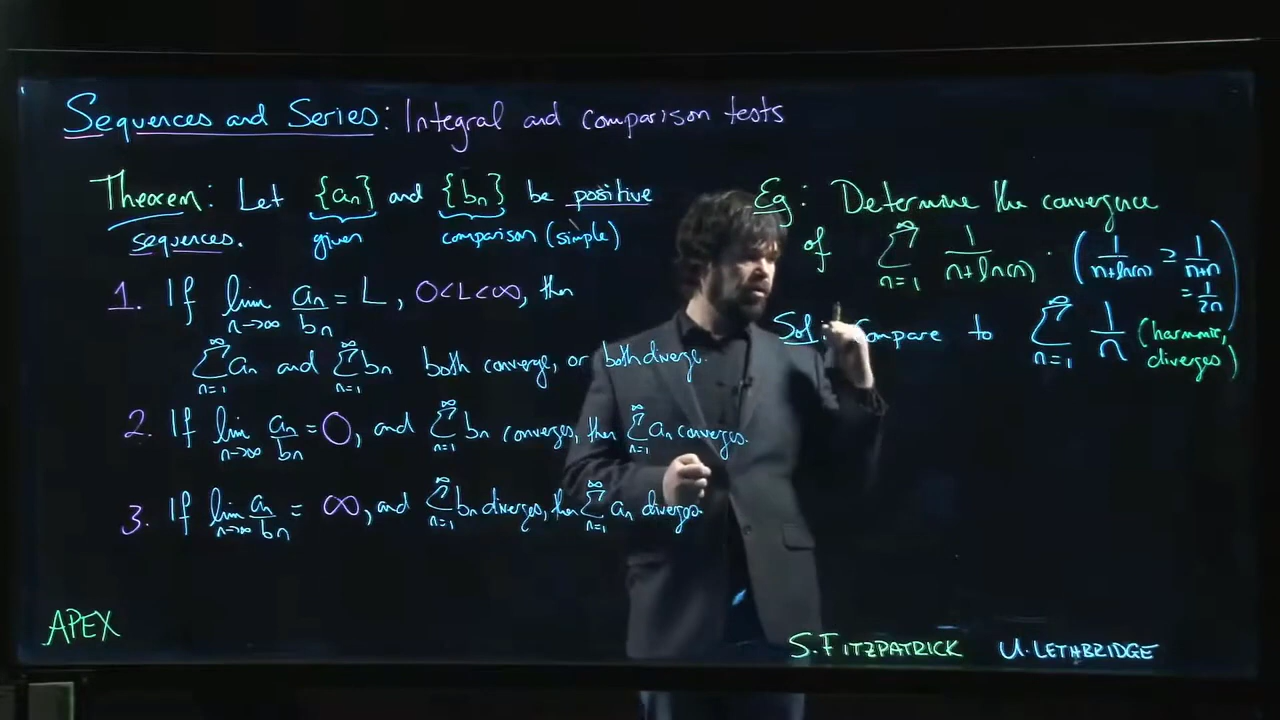 Sequences and Series: Integral and comparison tests
Theorem: Let {an} and {bn} be positive
sequences. given comparison (simple)
1. If lim n→∞ an/bn = L, 0<L<∞, then
∞ Σ n=1 an and ∞ Σ n=1 bn both converge, or both diverge.
2. If lim n→∞ an/bn = 0, and ∞ Σ n=1 bn converges, then ∞ Σ n=1 an converges.
3. If lim n→∞ an/bn = ∞, and ∞ Σ n=1 bn diverges, then ∞ Σ n=1 an diverges
Eg: Determine the convergence
of ∞ Σ n=1 1/(n+ln(n)). (1/(n+ln(n)) ≥ 1/(n+n)
= 1/2n)
Sol: Compare to ∞ Σ n=1 1/n (harmonic,
diverges)
APEX
S. FITZPATRICK U. LETHBRIDGE